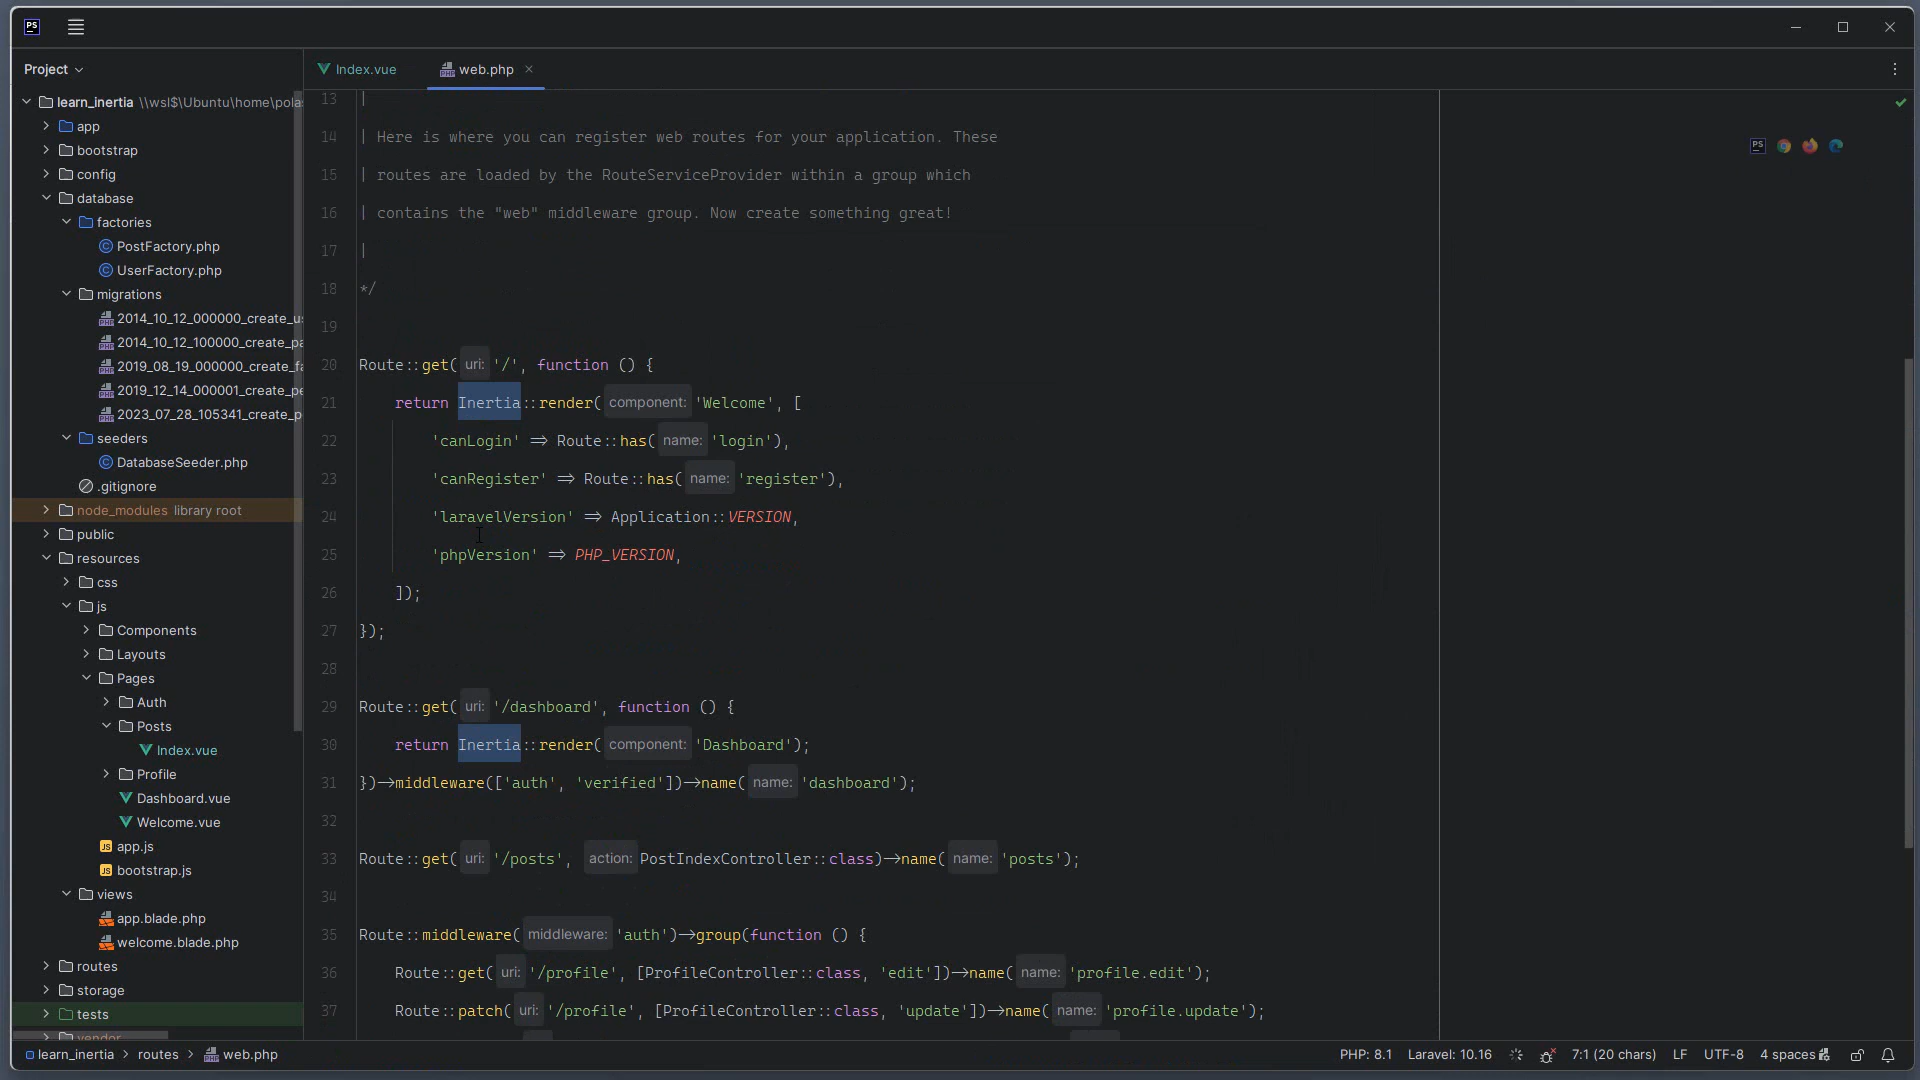 PS
Project
Index.vue
web.php
learn_inertia \\wsl$\Ubuntu\home\pola
app
bootstrap
config
database
factories
PostFactory.php
UserFactory.php
migrations
2014_10_12_000000_create_u
2014_10_12_100000_create_pa
2019_08_19_000000_create_fa
2019_12_14_000001_create_pe
2023_07_28_105341_create_p
seeders
DatabaseSeeder.php
.gitignore
node_modules library root
public
resources
css
js
Components
Layouts
Pages
Auth
Posts
Index.vue
Profile
Dashboard.vue
Welcome.vue
app.js
bootstrap.js
views
app.blade.php
welcome.blade.php
routes
storage
tests
vendor
13 |
14 | Here is where you can register web routes for your application. These
15 | routes are loaded by the RouteServiceProvider within a group which
16 | contains the "web" middleware group. Now create something great!
17 |
18 */
19
20 Route::get( uri: '/', function () {
21 return Inertia::render( component: 'Welcome', [
22 'canLogin' => Route::has( name: 'login'),
23 'canRegister' => Route::has( name: 'register'),
24 'laravelVersion' => Application::VERSION,
25 'phpVersion' => PHP_VERSION,
26 ]);
27 });
28
29 Route::get( uri: '/dashboard', function () {
30 return Inertia::render( component: 'Dashboard');
31 })->middleware(['auth', 'verified'])->name( name: 'dashboard');
32
33 Route::get( uri: '/posts', action: PostIndexController::class)->name( name: 'posts');
34
35 Route::middleware( middleware: 'auth')->group(function () {
36 Route::get( uri: '/profile', [ProfileController::class, 'edit'])->name( name: 'profile.edit');
37 Route::patch( uri: '/profile', [ProfileController::class, 'update'])->name( name: 'profile.update');
PS
learn_inertia > routes > web.php
PHP: 8.1 Laravel: 10.16 7:1 (20 chars) LF UTF-8 4 spaces